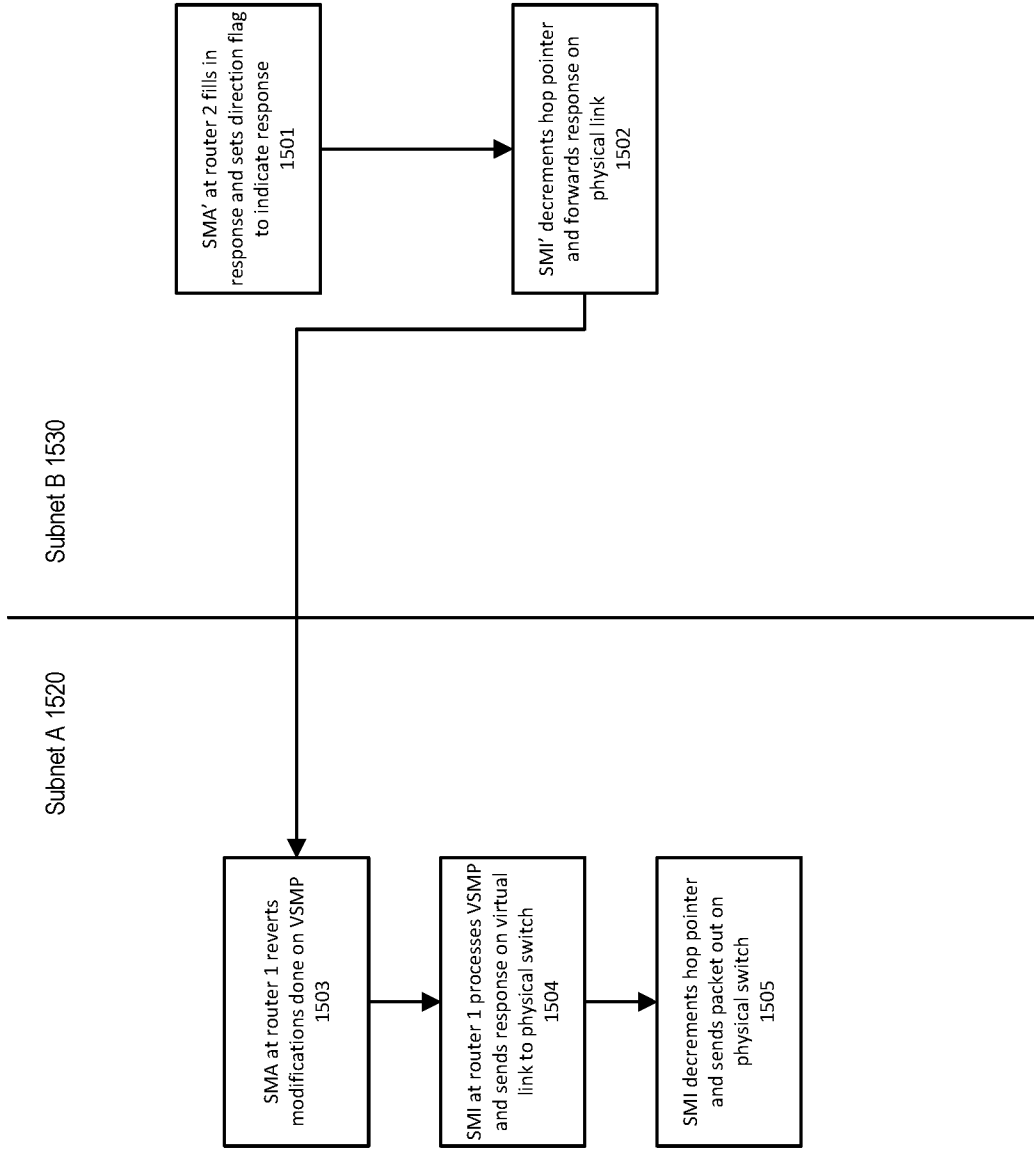 Subnet A 1520
Subnet B 1530
SMA’ at router 2 fills in
response and sets direction flag
to indicate response
1501
SMI’ decrements hop pointer
and forwards response on
physical link
1502
SMA at router 1 reverts
modifications done on VSMP
1503
SMI at router 1 processes VSMP
and sends response on virtual
link to physical switch
1504
SMI decrements hop pointer
and sends packet out on
physical switch
1505